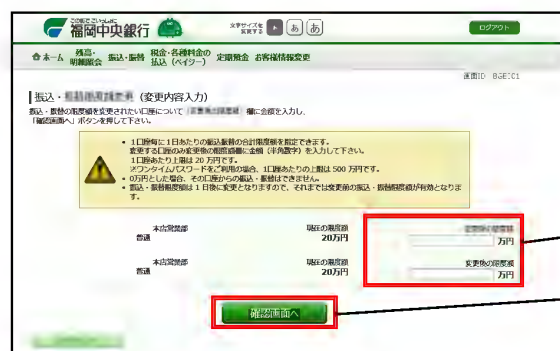 この街で ごいっしょに
福岡中央銀行
文字サイズを
変更する
あ あ
ログアウト
ホーム 残高・明細照会 振込・振替 税金・各種料金の払込（ペイジー） 定期預金 お客様情報変更
画面ID
振込・ （変更内容入力）
振込・振替の限度額を変更されたい口座について 欄に金額を入力し、
「確認画面へ」ボタンを押して下さい。
• 1口座毎に1日あたりの振込振替の合計限度額を指定できます。
変更する口座のみ変更後の限度額欄に金額（半角数字）を入力して下さい。
1口座あたり上限は 20 万円です。
※ワンタイムパスワードをご利用の場合、1口座あたりの上限は 500 万円です。
• 0万円とした場合、その口座からの振込・振替はできません。
• 振込・振替限度額は 1 日後に変更となりますので、それまでは変更前の振込・振替限度額が有効となりま
す。
本店営業部 現在の限度額 変更後の限度額
普通 20万円 万円
本店営業部 現在の限度額 変更後の限度額
普通 20万円 万円
確認画面へ